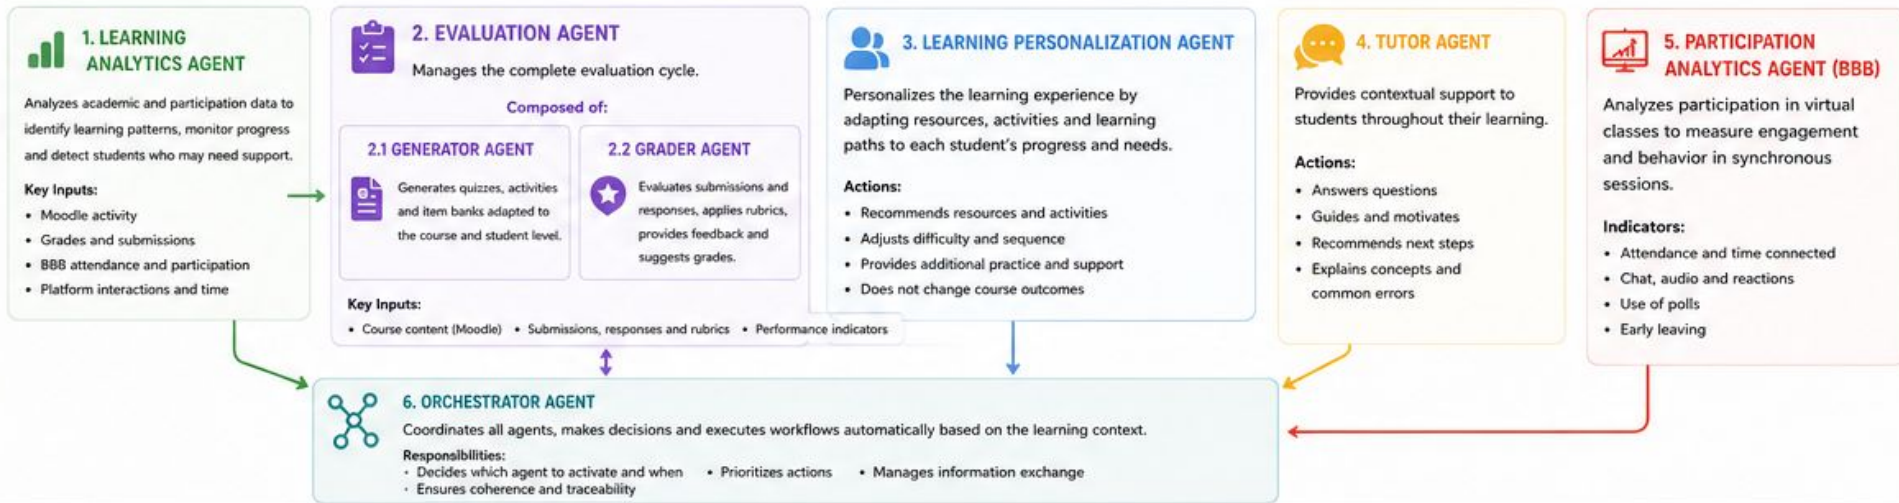 1. LEARNING
ANALYTICS AGENT
Analyzes academic and participation data to
identify learning patterns, monitor progress
and detect students who may need support.
Key Inputs:
• Moodle activity
• Grades and submissions
• BBB attendance and participation
• Platform interactions and time
2. EVALUATION AGENT
Manages the complete evaluation cycle.
Composed of:
2.1 GENERATOR AGENT
Generates quizzes, activities
and item banks adapted to
the course and student level.
2.2 GRADER AGENT
Evaluates submissions and
responses, applies rubrics,
provides feedback and
suggests grades.
Key Inputs:
• Course content (Moodle) • Submissions, responses and rubrics • Performance indicators
3. LEARNING PERSONALIZATION AGENT
Personalizes the learning experience by
adapting resources, activities and learning
paths to each student's progress and needs.
Actions:
• Recommends resources and activities
• Adjusts difficulty and sequence
• Provides additional practice and support
• Does not change course outcomes
4. TUTOR AGENT
Provides contextual support to
students throughout their learning.
Actions:
• Answers questions
• Guides and motivates
• Recommends next steps
• Explains concepts and
common errors
5. PARTICIPATION
ANALYTICS AGENT (BBB)
Analyzes participation in virtual
classes to measure engagement
and behavior in synchronous
sessions.
Indicators:
• Attendance and time connected
• Chat, audio and reactions
• Use of polls
• Early leaving
6. ORCHESTRATOR AGENT
Coordinates all agents, makes decisions and executes workflows automatically based on the learning context.
Responsibilities:
• Decides which agent to activate and when • Prioritizes actions • Manages information exchange
• Ensures coherence and traceability